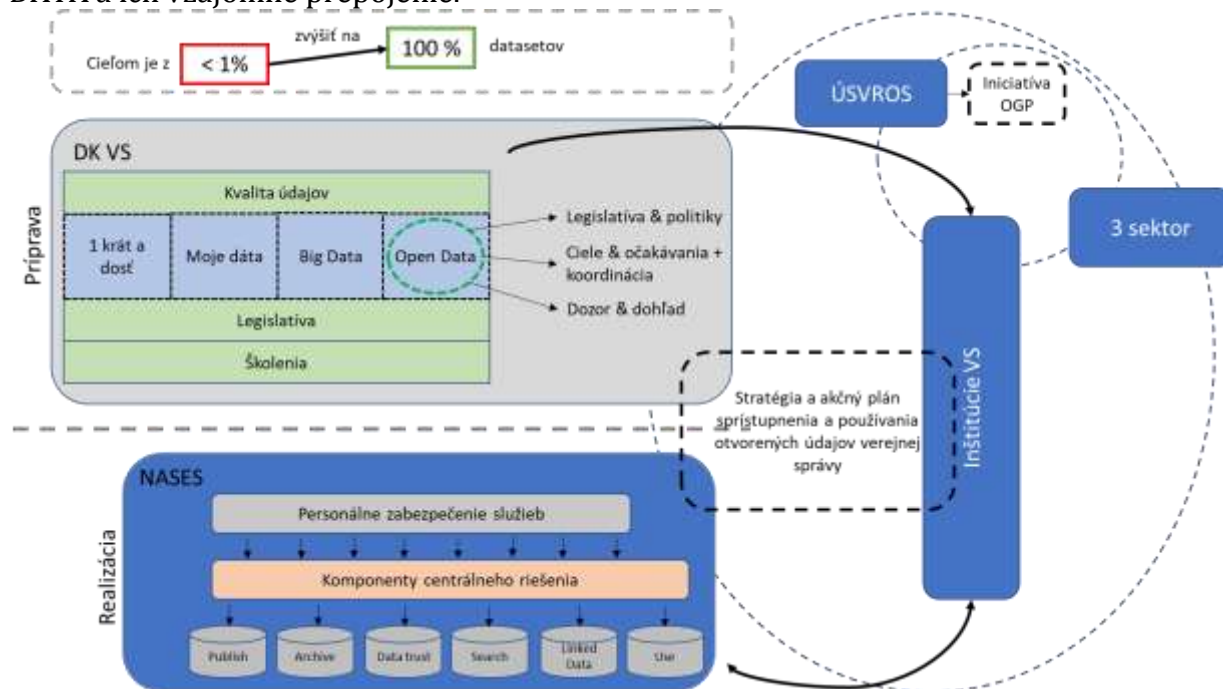 a ich vzájomné prepojenie.
Cieľom je z
< 1%
zvýšiť na
100 %
datasetov
ÚSVROS
Iniciatíva
OGP
3 sektor
Inštitúcie VS
Príprava
DK VS
Kvalita údajov
1 krát a
dosť
Moje dáta
Big Data
Open Data
Legislatíva
Školenia
Legislatíva & politiky
Ciele & očakávania +
koordinácia
Dozor & dohľad
Stratégia a akčný plán
sprístupnenia a používania
otvorených údajov verejnej
správy
Realizácia
NASES
Personálne zabezpečenie služieb
Komponenty centrálneho riešenia
Publish
Archive
Data trust
Search
Linked
Data
Use